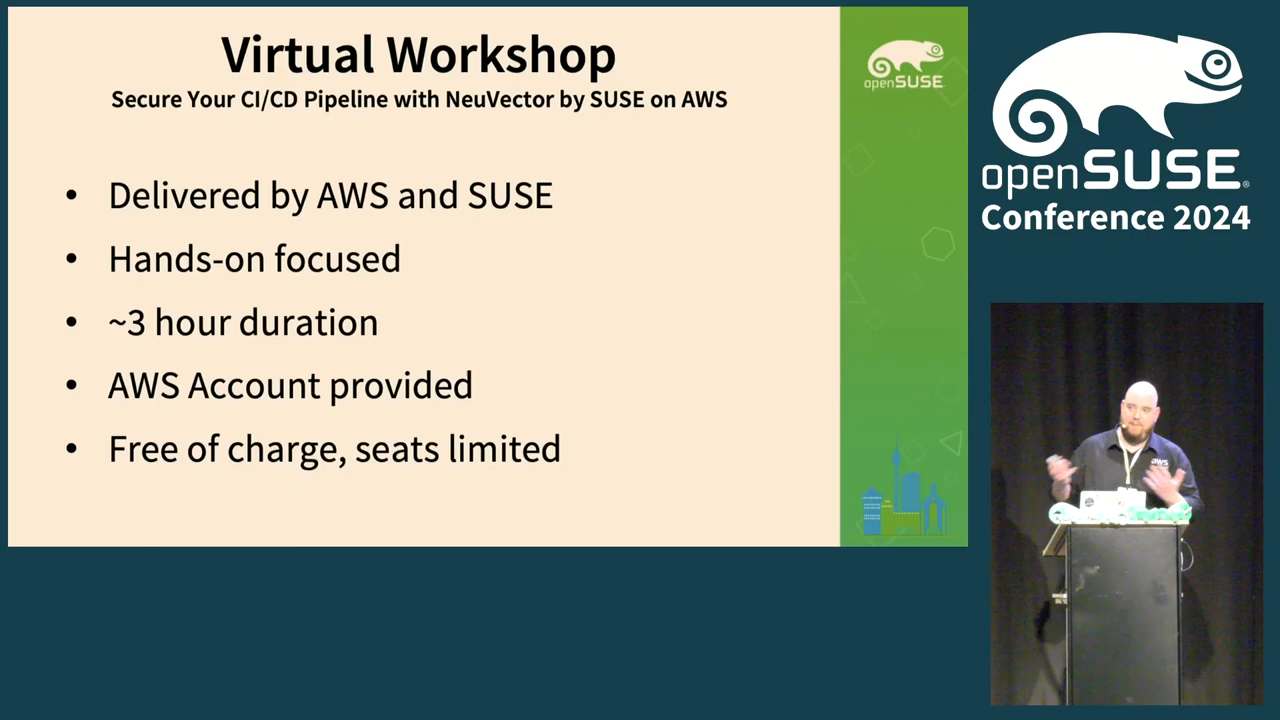 Virtual Workshop
Secure Your CI/CD Pipeline with NeuVector by SUSE on AWS
• Delivered by AWS and SUSE
• Hands-on focused
• ~3 hour duration
• AWS Account provided
• Free of charge, seats limited
openSUSE
openSUSE®
Conference 2024
aws